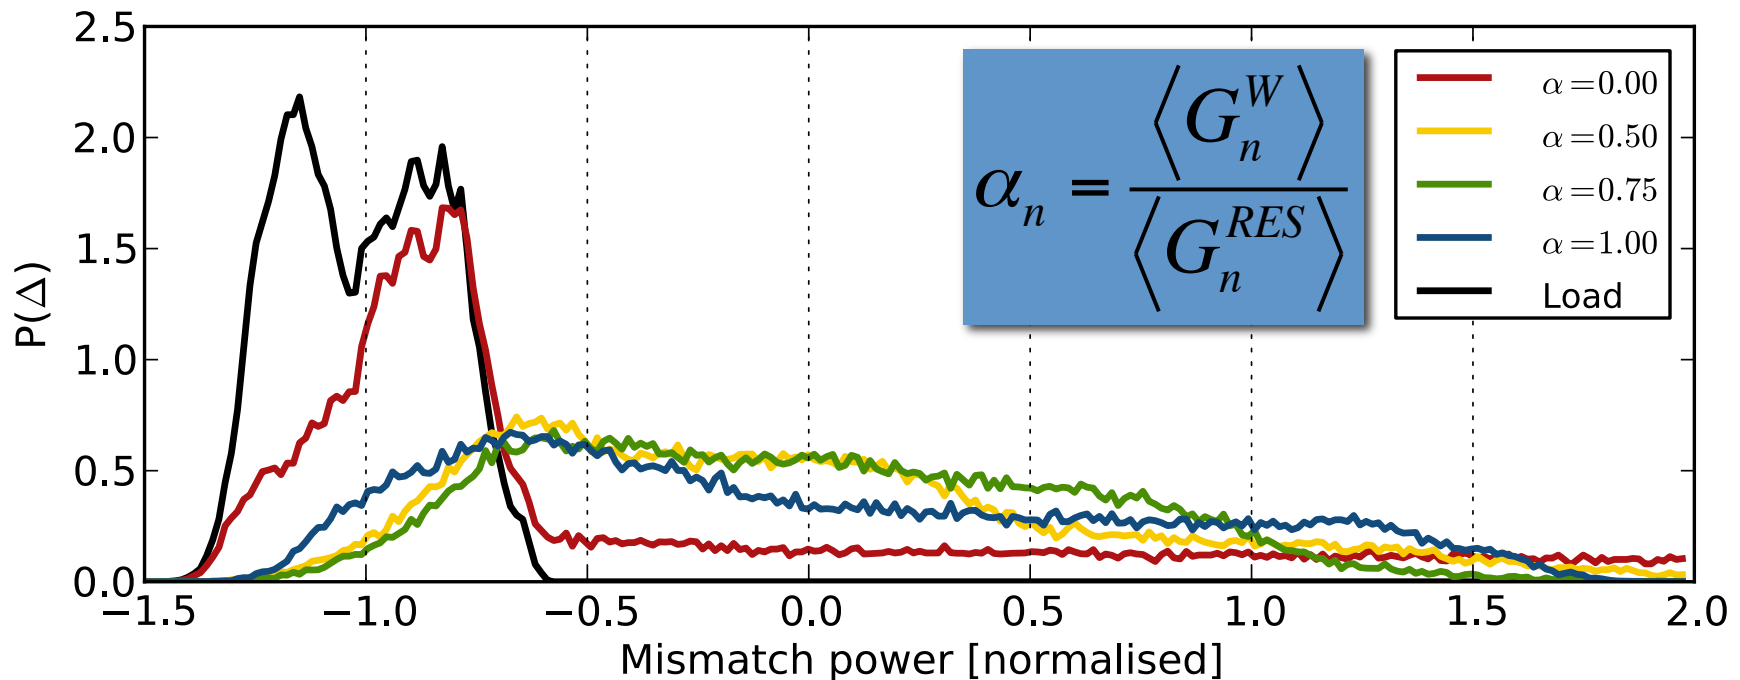 2.5
2.0
1.5
1.0
0.5
0.0
P(Δ)
−1.5
−1.0
−0.5
0.0
0.5
1.0
1.5
2.0
Mismatch power [normalised]
α_n = ⟨G_n^W⟩ / ⟨G_n^RES⟩
α=0.00
α=0.50
α=0.75
α=1.00
Load